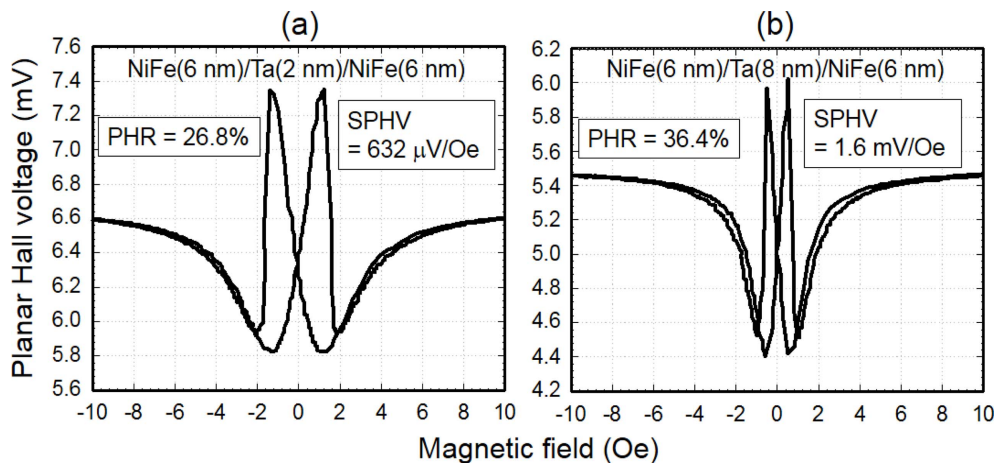 (a)
(b)
NiFe(6 nm)/Ta(2 nm)/NiFe(6 nm)
PHR = 26.8%
SPHV
= 632 μV/Oe
7.6
7.4
7.2
7.0
6.8
6.6
6.4
6.2
6.0
5.8
5.6
-10 -8 -6 -4 -2 0 2 4 6 8 10
NiFe(6 nm)/Ta(8 nm)/NiFe(6 nm)
PHR = 36.4%
SPHV
= 1.6 mV/Oe
6.2
6.0
5.8
5.6
5.4
5.2
5.0
4.8
4.6
4.4
4.2
-10 -8 -6 -4 -2 0 2 4 6 8 10
Planar Hall voltage (mV)
Magnetic field (Oe)